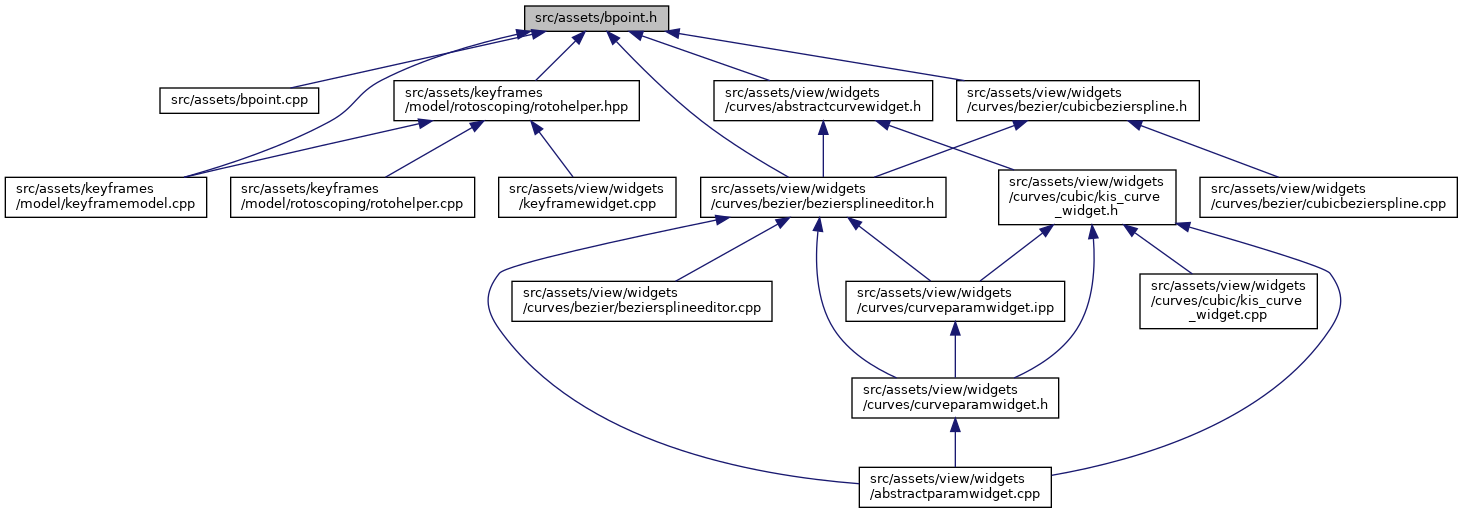 src/assets/bpoint.h
src/assets/bpoint.cpp
src/assets/keyframes
/model/rotoscoping/rotohelper.hpp
src/assets/view/widgets
/curves/abstractcurvewidget.h
src/assets/view/widgets
/curves/bezier/cubicbezierspline.h
src/assets/keyframes
/model/keyframemodel.cpp
src/assets/keyframes
/model/rotoscoping/rotohelper.cpp
src/assets/view/widgets
/keyframewidget.cpp
src/assets/view/widgets
/curves/bezier/beziersplineeditor.h
src/assets/view/widgets
/curves/cubic/kis_curve
_widget.h
src/assets/view/widgets
/curves/bezier/cubicbezierspline.cpp
src/assets/view/widgets
/curves/bezier/beziersplineeditor.cpp
src/assets/view/widgets
/curves/curveparamwidget.ipp
src/assets/view/widgets
/curves/cubic/kis_curve
_widget.cpp
src/assets/view/widgets
/curves/curveparamwidget.h
src/assets/view/widgets
/abstractparamwidget.cpp